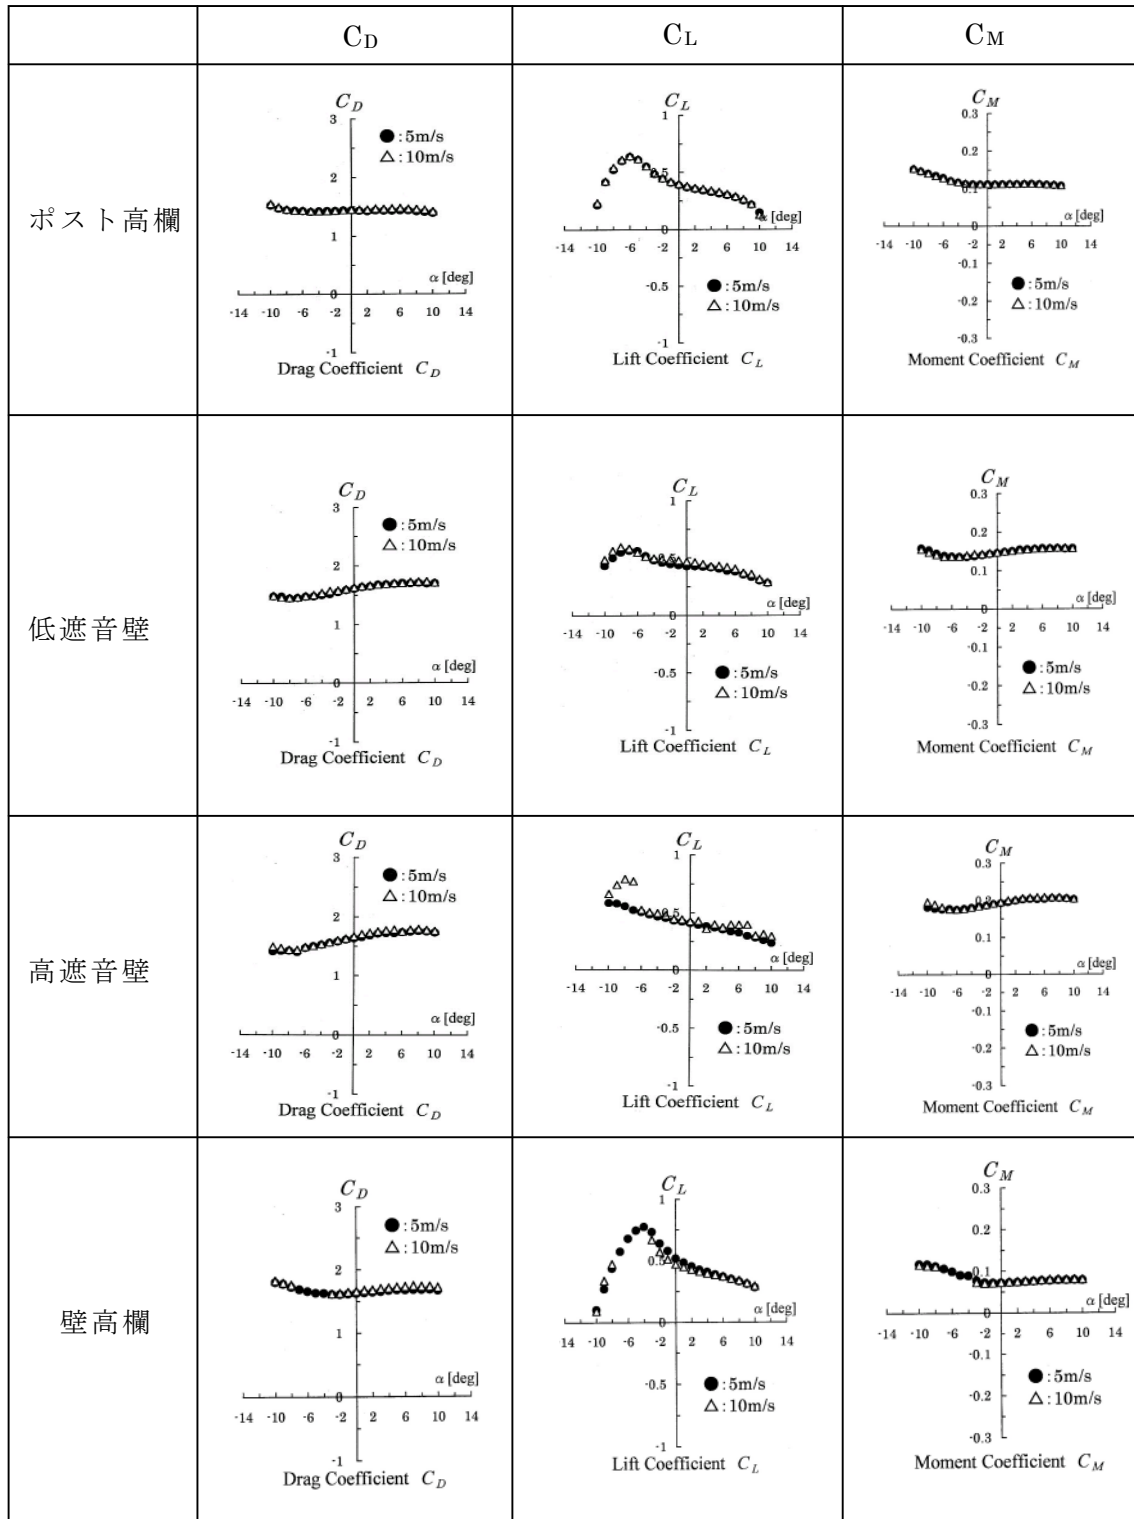 C_D C_L C_M
ポスト高欄
C_D
3
●:5m/s
△:10m/s
2
1
α[deg]
0
-14 -10 -6 -2 2 6 10 14
-1
Drag Coefficient C_D
C_L
1
0.5
α[deg]
0
-14 -10 -6 -2 2 6 10 14
-0.5
●:5m/s
△:10m/s
-1
Lift Coefficient C_L
C_M
0.3
0.2
0.1
α[deg]
0
-14 -10 -6 -2 2 6 10 14
-0.1
●:5m/s
-0.2
△:10m/s
-0.3
Moment Coefficient C_M
低遮音壁
C_D
3
●:5m/s
△:10m/s
2
1
α[deg]
0
-14 -10 -6 -2 2 6 10 14
-1
Drag Coefficient C_D
C_L
1
0.5
α[deg]
0
-14 -10 -6 -2 2 6 10 14
-0.5
●:5m/s
△:10m/s
-1
Lift Coefficient C_L
C_M
0.3
0.2
0.1
α[deg]
0
-14 -10 -6 -2 2 6 10 14
-0.1
●:5m/s
-0.2
△:10m/s
-0.3
Moment Coefficient C_M
高遮音壁
C_D
3
●:5m/s
△:10m/s
2
1
α[deg]
0
-14 -10 -6 -2 2 6 10 14
-1
Drag Coefficient C_D
C_L
1
0.5
α[deg]
0
-14 -10 -6 -2 2 6 10 14
-0.5
●:5m/s
△:10m/s
-1
Lift Coefficient C_L
C_M
0.3
0.2
0.1
α[deg]
0
-14 -10 -6 -2 2 6 10 14
-0.1
●:5m/s
-0.2
△:10m/s
-0.3
Moment Coefficient C_M
壁高欄
C_D
3
●:5m/s
△:10m/s
2
1
α[deg]
0
-14 -10 -6 -2 2 6 10 14
-1
Drag Coefficient C_D
C_L
1
0.5
α[deg]
0
14 -10 -6 -2 2 6 10 14
-0.5
●:5m/s
△:10m/s
-1
Lift Coefficient C_L
C_M
0.3
0.2
0.1
α[deg]
0
-14 -10 -6 -2 2 6 10 14
-0.1
●:5m/s
-0.2
△:10m/s
-0.3
Moment Coefficient C_M